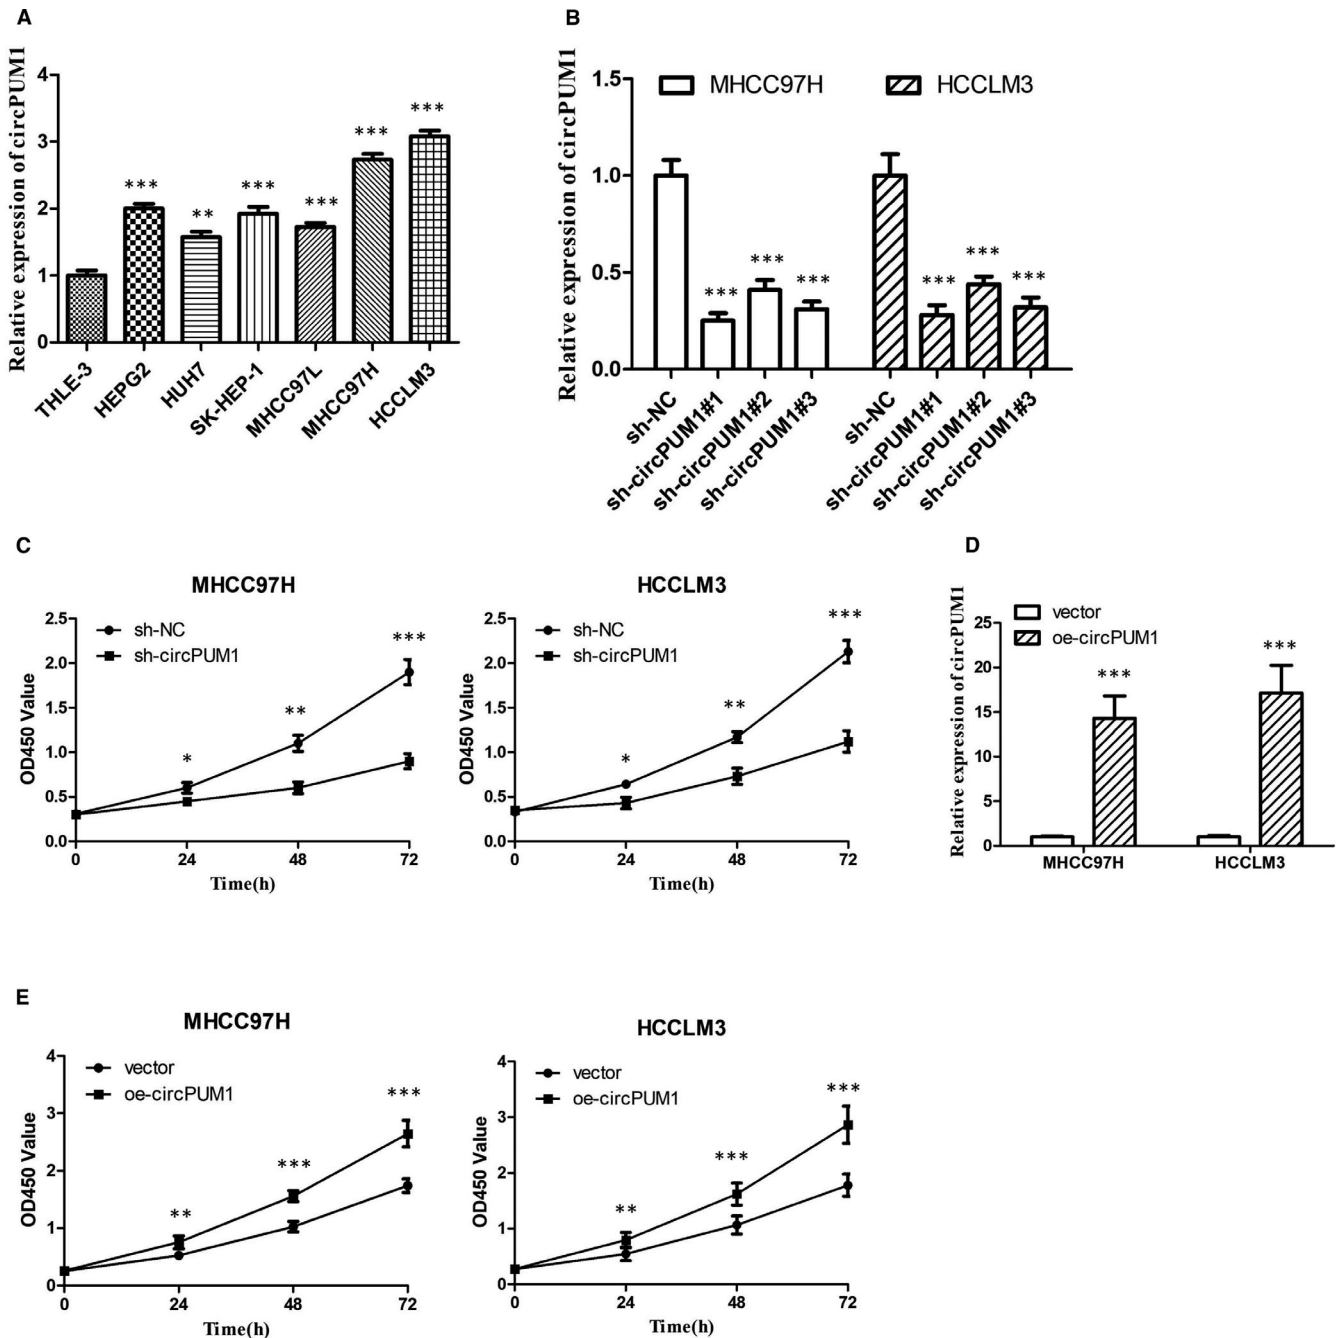 A
Relative expression of circPUM1
4
3
2
1
0
***
**
***
***
***
***
THLE-3
HEPG2
HUH7
SK-HEP-1
MHCC97L
MHCC97H
HCCLM3
B
Relative expression of circPUM1
1.5
1.0
0.5
0.0
MHCC97H
HCCLM3
***
***
***
***
***
***
sh-NC
sh-circPUM1#1
sh-circPUM1#2
sh-circPUM1#3
sh-NC
sh-circPUM1#1
sh-circPUM1#2
sh-circPUM1#3
C
MHCC97H
OD450 Value
2.5
2.0
1.5
1.0
0.5
0.0
sh-NC
sh-circPUM1
*
**
***
0
24
48
72
Time(h)
HCCLM3
OD450 Value
2.5
2.0
1.5
1.0
0.5
0.0
sh-NC
sh-circPUM1
*
**
***
0
24
48
72
Time(h)
D
Relative expression of circPUM1
25
20
15
10
5
0
vector
oe-circPUM1
***
***
MHCC97H
HCCLM3
E
MHCC97H
OD450 Value
4
3
2
1
0
vector
oe-circPUM1
**
***
***
0
24
48
72
Time(h)
HCCLM3
OD450 Value
4
3
2
1
0
vector
oe-circPUM1
**
***
***
0
24
48
72
Time(h)